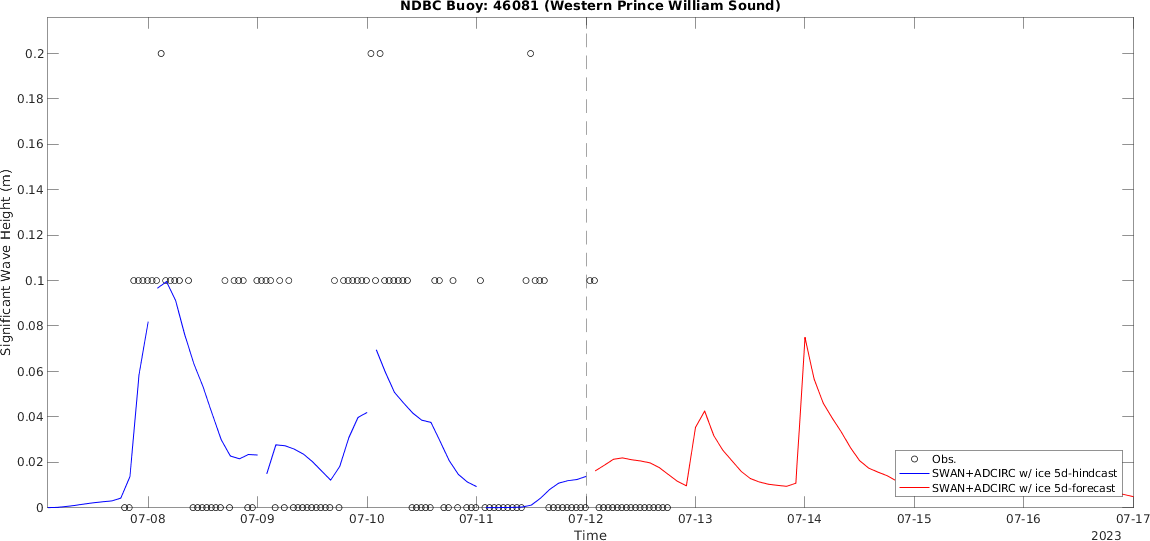 NDBC Buoy: 46081 (Western Prince William Sound)
Significant Wave Height (m)
0.2
0.18
0.16
0.14
0.12
0.1
0.08
0.06
0.04
0.02
0
Obs.
SWAN+ADCIRC w/ ice 5d-hindcast
SWAN+ADCIRC w/ ice 5d-forecast
07-08 07-09 07-10 07-11 07-12 07-13 07-14 07-15 07-16 07-17
Time
2023